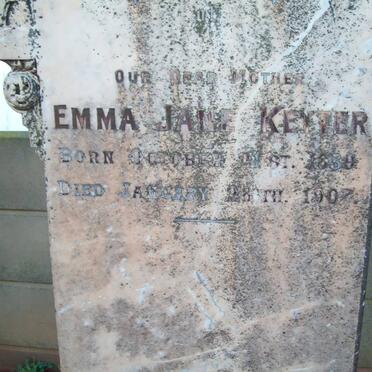 OUR DEAR MOTHER
EMMA JANE KEYTER
BORN OCTOBER 21ST. 
DIED JANUARY 28TH. 1907.